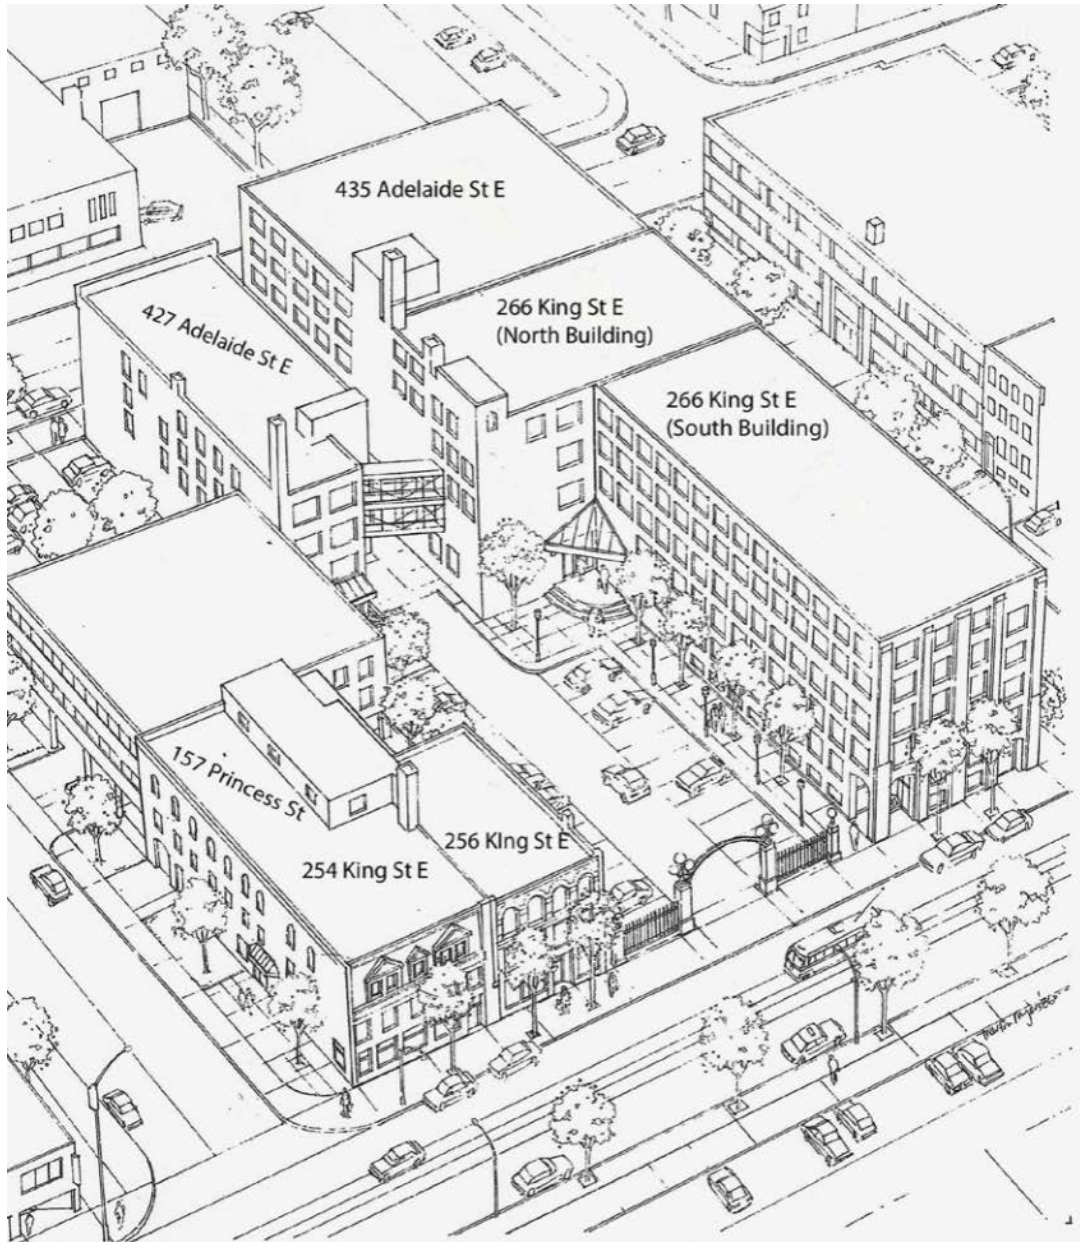 435 Adelaide St E
427 Adelaide St E
266 King St E
(North Building)
266 King St E
(South Building)
157 Princess St
254 King St E
256 KIng St E